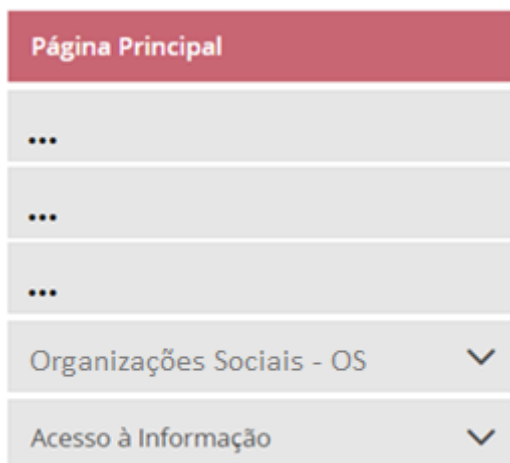 Página Principal
...
...
...
Organizações Sociais - OS
Acesso à Informação